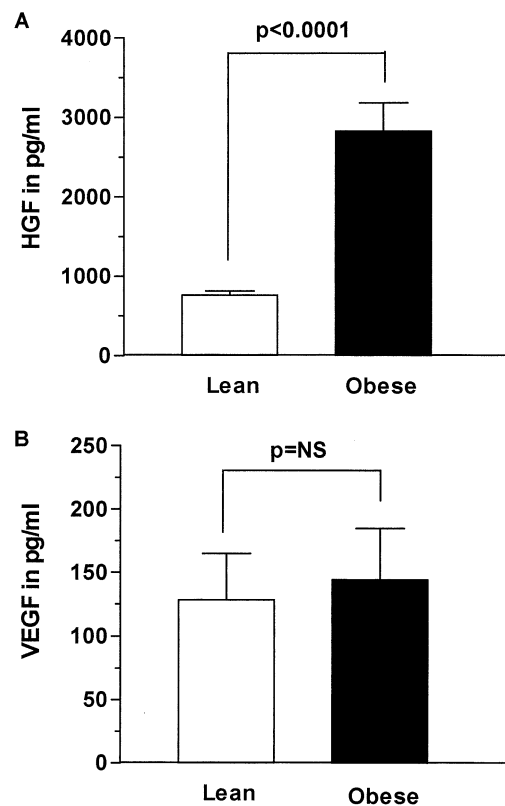 A
p<0.0001
4000
3000
2000
1000
0
HGF in pg/ml
Lean Obese
B
p=NS
250
200
150
100
50
0
VEGF in pg/ml
Lean Obese